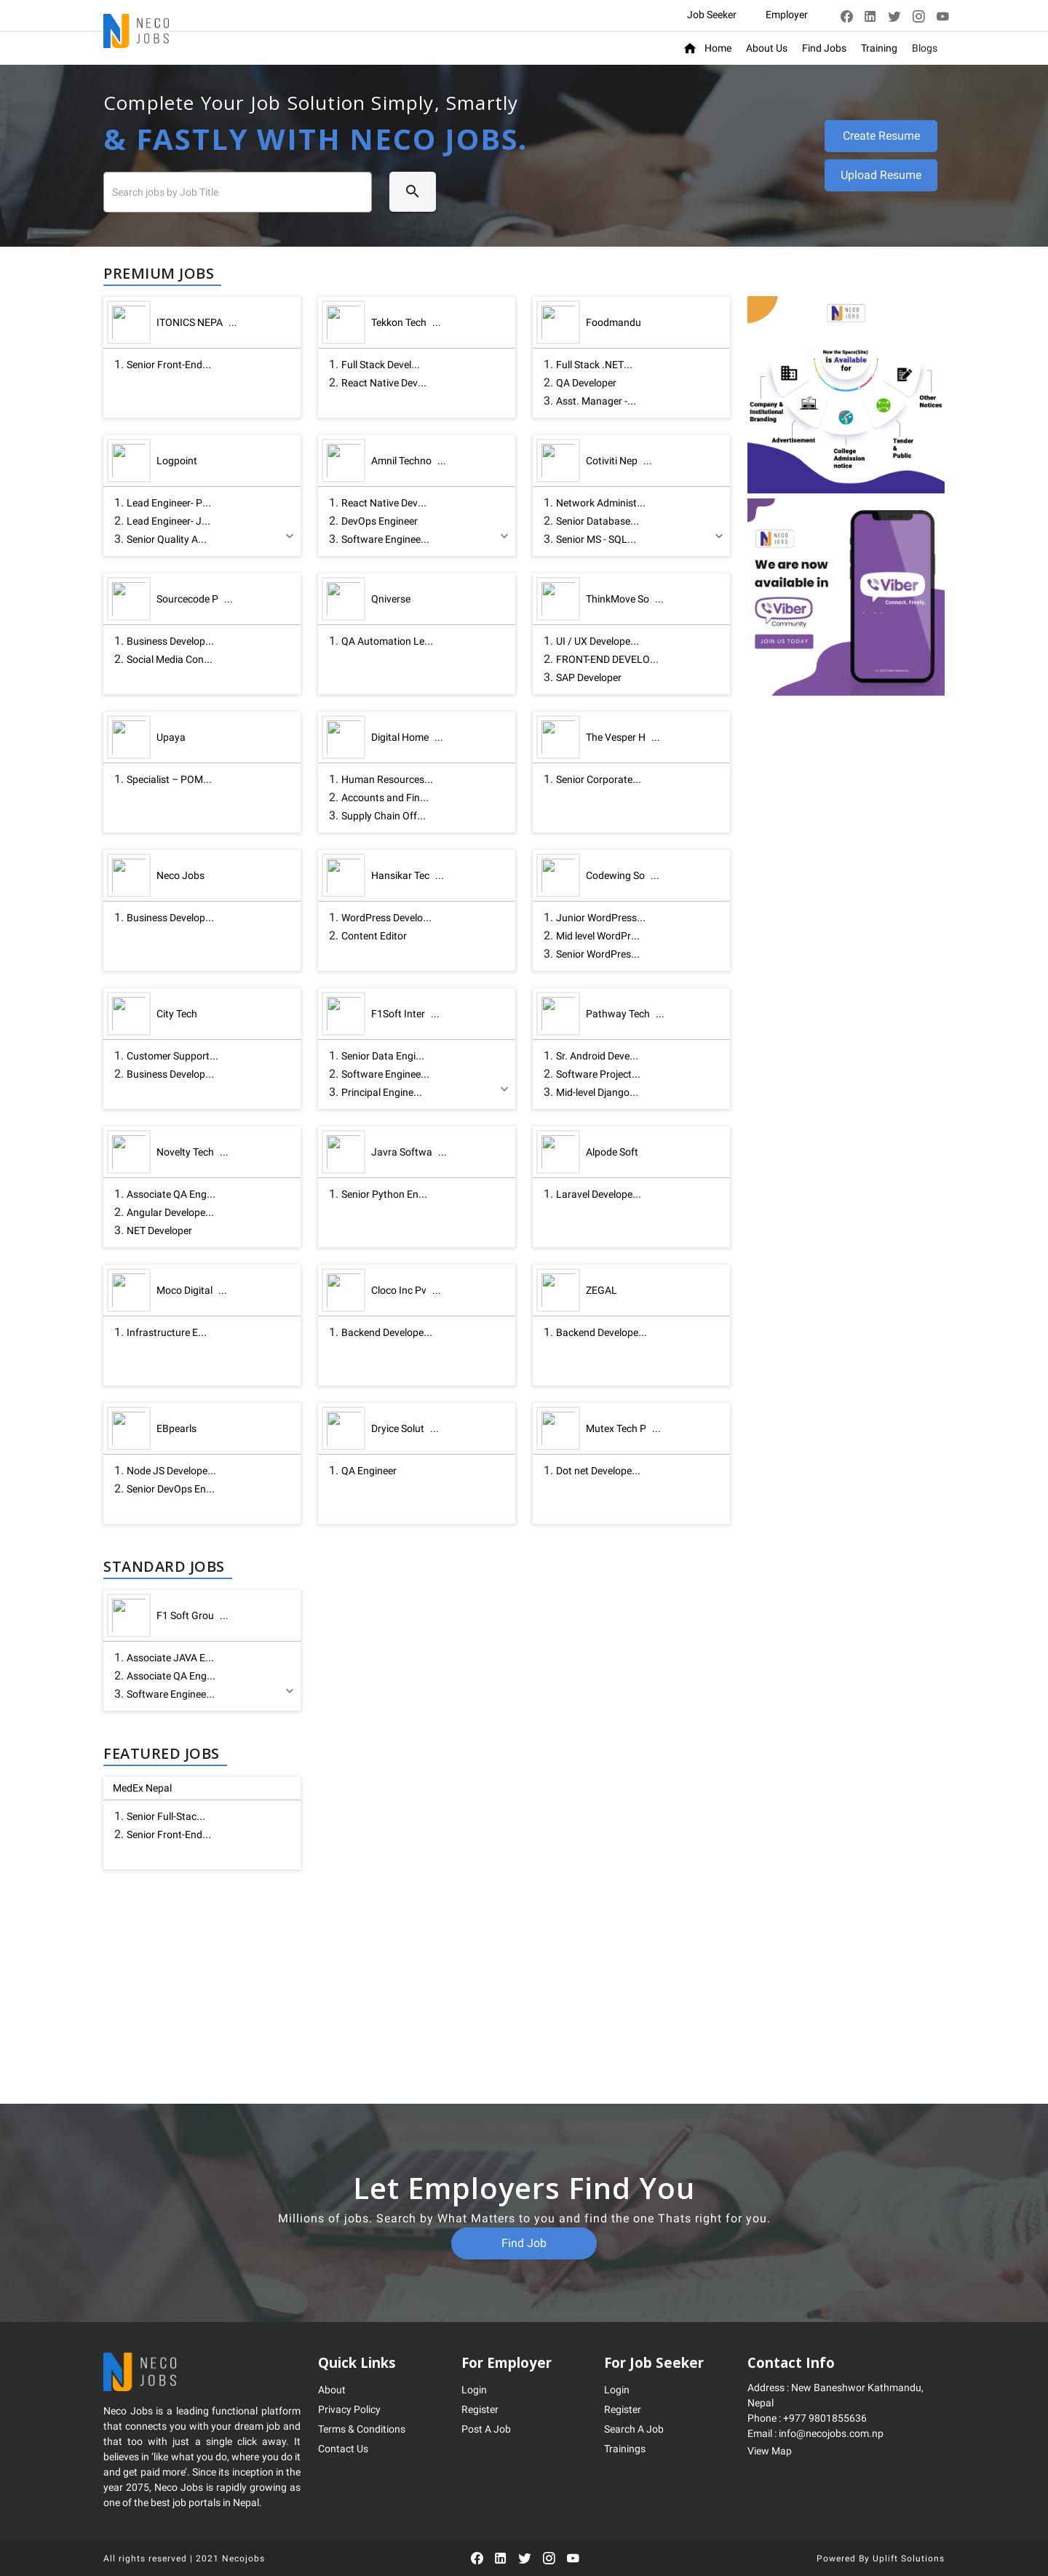 NECO
JOBS
Job Seeker
Employer
Home
About Us
Find Jobs
Training
Blogs
Complete Your Job Solution Simply, Smartly
& FASTLY WITH NECO JOBS.
Search jobs by Job Title
Create Resume
Upload Resume
PREMIUM JOBS
ITONICS NEPA ...
1. Senior Front-End...
Tekkon Tech ...
1. Full Stack Devel...
2. React Native Dev...
Foodmandu
1. Full Stack .NET...
2. QA Developer
3. Asst. Manager -...
NECO
JOBS
Now the Space(Site)
is Available
for
Company &
Institutional
Branding
Advertisement
College
Admission
notice
Tender
&
Public
Other
Notices
Logpoint
1. Lead Engineer- P...
2. Lead Engineer- J...
3. Senior Quality A...
Amnil Techno ...
1. React Native Dev...
2. DevOps Engineer
3. Software Enginee...
Cotiviti Nep ...
1. Network Administ...
2. Senior Database...
3. Senior MS - SQL...
NECO
JOBS
We are now
available in
Viber
Community
JOIN US TODAY
Viber
Connect. Freely.
Sourcecode P ...
1. Business Develop...
2. Social Media Con...
Qniverse
1. QA Automation Le...
ThinkMove So ...
1. UI / UX Develope...
2. FRONT-END DEVELO...
3. SAP Developer
Upaya
1. Specialist – POM...
Digital Home ...
1. Human Resources...
2. Accounts and Fin...
3. Supply Chain Off...
The Vesper H ...
1. Senior Corporate...
Neco Jobs
1. Business Develop...
Hansikar Tec ...
1. WordPress Develo...
2. Content Editor
Codewing So ...
1. Junior WordPress...
2. Mid level WordPr...
3. Senior WordPres...
City Tech
1. Customer Support...
2. Business Develop...
F1Soft Inter ...
1. Senior Data Engi...
2. Software Enginee...
3. Principal Engine...
Pathway Tech ...
1. Sr. Android Deve...
2. Software Project...
3. Mid-level Django...
Novelty Tech ...
1. Associate QA Eng...
2. Angular Develope...
3. NET Developer
Javra Softwa ...
1. Senior Python En...
Alpode Soft
1. Laravel Develope...
Moco Digital ...
1. Infrastructure E...
Cloco Inc Pv ...
1. Backend Develope...
ZEGAL
1. Backend Develope...
EBpearls
1. Node JS Develope...
2. Senior DevOps En...
Dryice Solut ...
1. QA Engineer
Mutex Tech P ...
1. Dot net Develope...
STANDARD JOBS
F1 Soft Grou ...
1. Associate JAVA E...
2. Associate QA Eng...
3. Software Enginee...
FEATURED JOBS
MedEx Nepal
1. Senior Full-Stac...
2. Senior Front-End...
Let Employers Find You
Millions of jobs. Search by What Matters to you and find the one Thats right for you.
Find Job
NECO
JOBS
Neco Jobs is a leading functional platform
that connects you with your dream job and
that too with just a single click away. It
believes in 'like what you do, where you do it
and get paid more'. Since its inception in the
year 2075, Neco Jobs is rapidly growing as
one of the best job portals in Nepal.
Quick Links
About
Privacy Policy
Terms & Conditions
Contact Us
For Employer
Login
Register
Post A Job
For Job Seeker
Login
Register
Search A Job
Trainings
Contact Info
Address : New Baneshwor Kathmandu,
Nepal
Phone : +977 9801855636
Email : info@necojobs.com.np
View Map
All rights reserved | 2021 Necojobs
Powered By Uplift Solutions